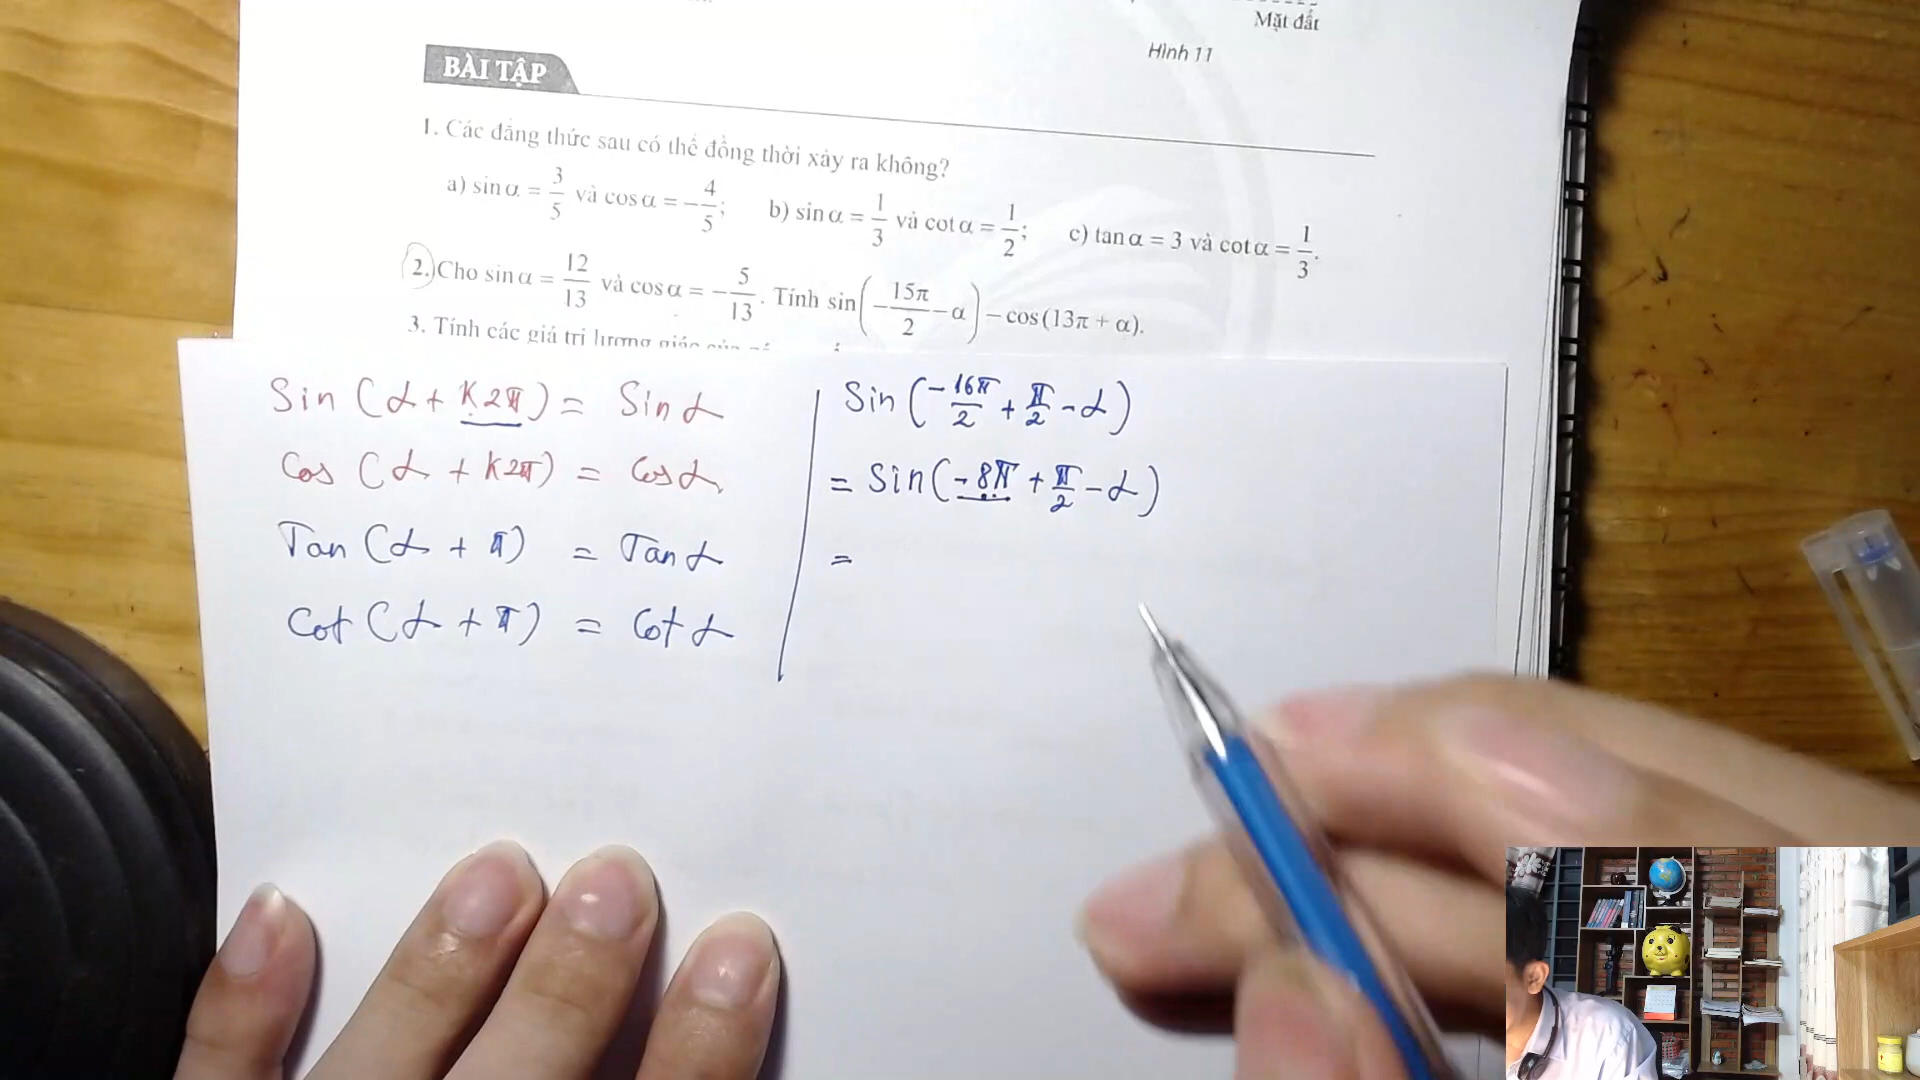 Mặt đất
Hình 11
BÀI TẬP
1. Các đẳng thức sau có thể đồng thời xảy ra không?
a) sin α = 3/5 và cos α = -4/5; b) sin α = 1/3 và cot α = 1/2; c) tan α = 3 và cot α = 1/3.
2. Cho sin α = 12/13 và cos α = -5/13. Tính sin(-15π/2 - α) - cos(13π + α).
3. Tính các giá trị lượng giác của
Sin (α + K2π) = Sin α
Cos (α + K2π) = Cos α
Tan (α + π) = Tan α
Cot (α + π) = Cot α
Sin (-16π/2 + π/2 - α)
= Sin (-8π + π/2 - α)
=